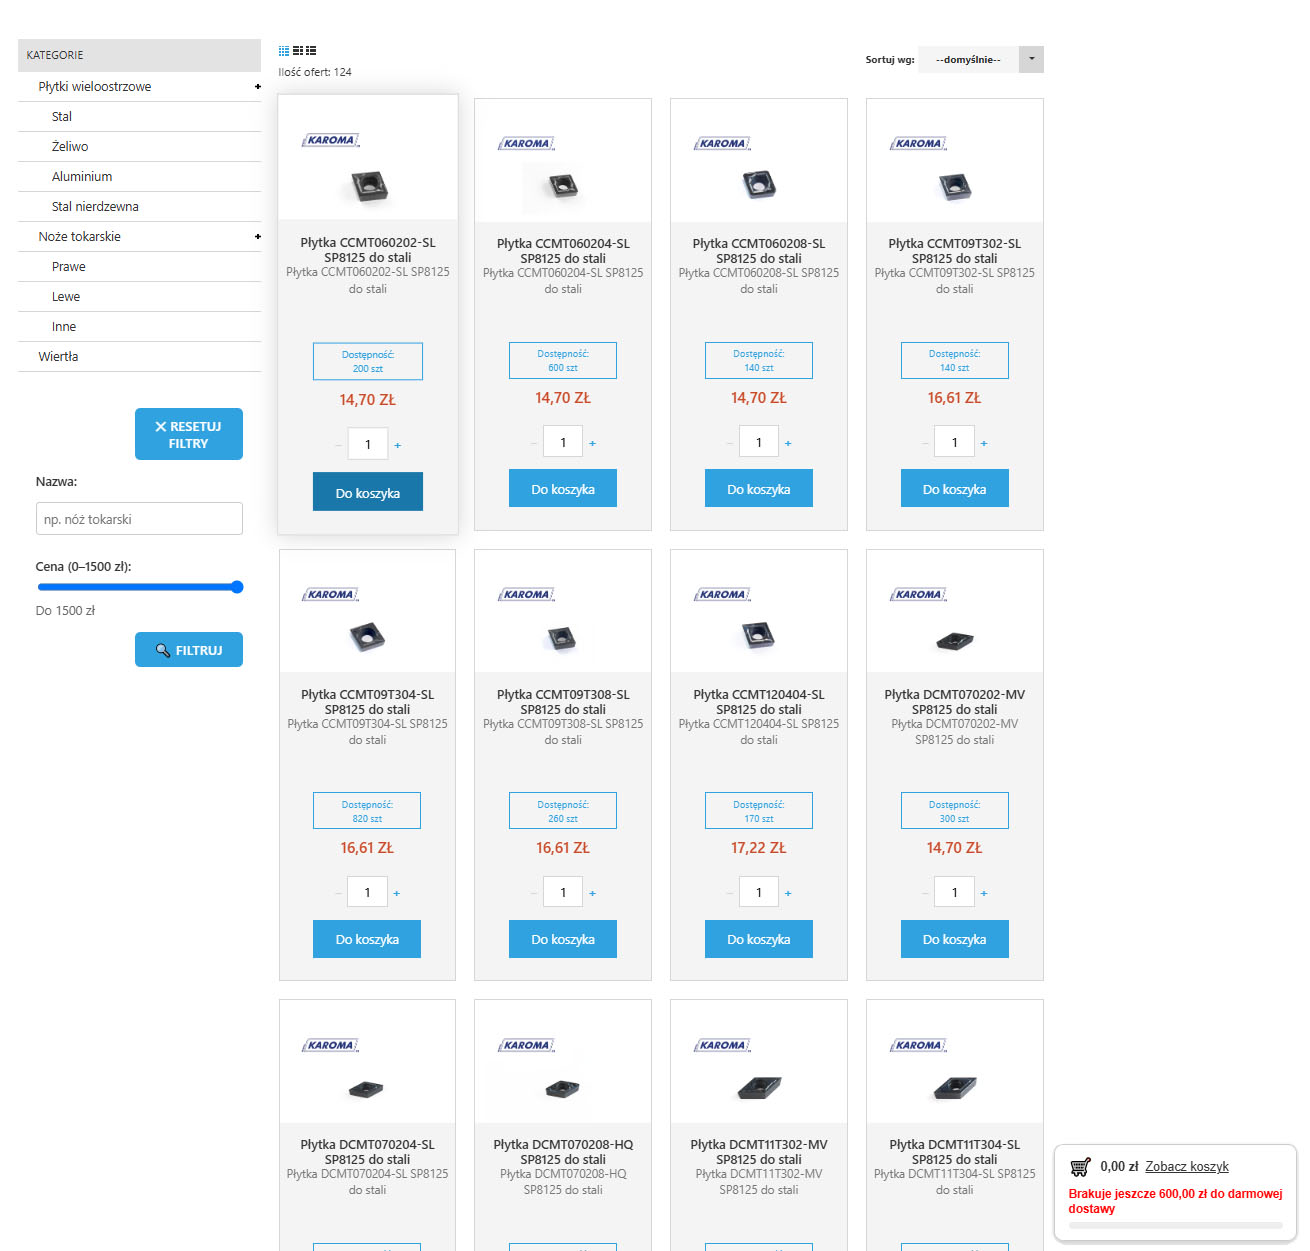 KATEGORIE
Płytki wieloostrzowe +
Stal
Żeliwo
Aluminium
Stal nierdzewna
Noże tokarskie +
Prawe
Lewe
Inne
Wiertła
✕ RESETUJ
FILTRY
Nazwa:
np. nóż tokarski
Cena (0–1500 zł):
Do 1500 zł
FILTRUJ
Ilość ofert: 124
Sortuj wg: --domyślnie--
KAROMA
Płytka CCMT060202-SL
SP8125 do stali
Płytka CCMT060202-SL SP8125
do stali
Dostępność:
200 szt
14,70 ZŁ
− 1 +
Do koszyka
KAROMA
Płytka CCMT060204-SL
SP8125 do stali
Płytka CCMT060204-SL SP8125
do stali
Dostępność:
600 szt
14,70 ZŁ
− 1 +
Do koszyka
KAROMA
Płytka CCMT060208-SL
SP8125 do stali
Płytka CCMT060208-SL SP8125
do stali
Dostępność:
140 szt
14,70 ZŁ
− 1 +
Do koszyka
KAROMA
Płytka CCMT09T302-SL
SP8125 do stali
Płytka CCMT09T302-SL SP8125
do stali
Dostępność:
140 szt
16,61 ZŁ
− 1 +
Do koszyka
KAROMA
Płytka CCMT09T304-SL
SP8125 do stali
Płytka CCMT09T304-SL SP8125
do stali
Dostępność:
820 szt
16,61 ZŁ
− 1 +
Do koszyka
KAROMA
Płytka CCMT09T308-SL
SP8125 do stali
Płytka CCMT09T308-SL SP8125
do stali
Dostępność:
260 szt
16,61 ZŁ
− 1 +
Do koszyka
KAROMA
Płytka CCMT120404-SL
SP8125 do stali
Płytka CCMT120404-SL SP8125
do stali
Dostępność:
170 szt
17,22 ZŁ
− 1 +
Do koszyka
KAROMA
Płytka DCMT070202-MV
SP8125 do stali
Płytka DCMT070202-MV
SP8125 do stali
Dostępność:
300 szt
14,70 ZŁ
− 1 +
Do koszyka
KAROMA
Płytka DCMT070204-SL
SP8125 do stali
Płytka DCMT070204-SL SP8125
do stali
KAROMA
Płytka DCMT070208-HQ
SP8125 do stali
Płytka DCMT070208-HQ
SP8125 do stali
KAROMA
Płytka DCMT11T302-MV
SP8125 do stali
Płytka DCMT11T302-MV
SP8125 do stali
KAROMA
Płytka DCMT11T304-SL
SP8125 do stali
Płytka DCMT11T304-SL SP8125
do stali
0,00 zł Zobacz koszyk
Brakuje jeszcze 600,00 zł do darmowej
dostawy